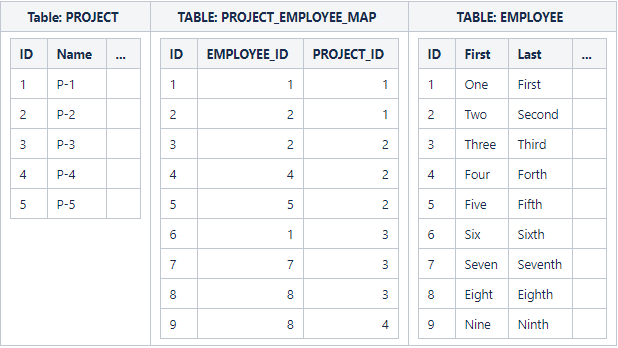 Table: PROJECT TABLE: PROJECT_EMPLOYEE_MAP TABLE: EMPLOYEE
ID Name ... ID EMPLOYEE_ID PROJECT_ID ID First Last ...
1 P-1 1 1 1 1 One First
2 P-2 2 2 1 2 Two Second
3 P-3 3 2 2 3 Three Third
4 P-4 4 4 2 4 Four Forth
5 P-5 5 5 2 5 Five Fifth
6 1 3 6 Six Sixth
7 7 3 7 Seven Seventh
8 8 3 8 Eight Eighth
9 8 4 9 Nine Ninth